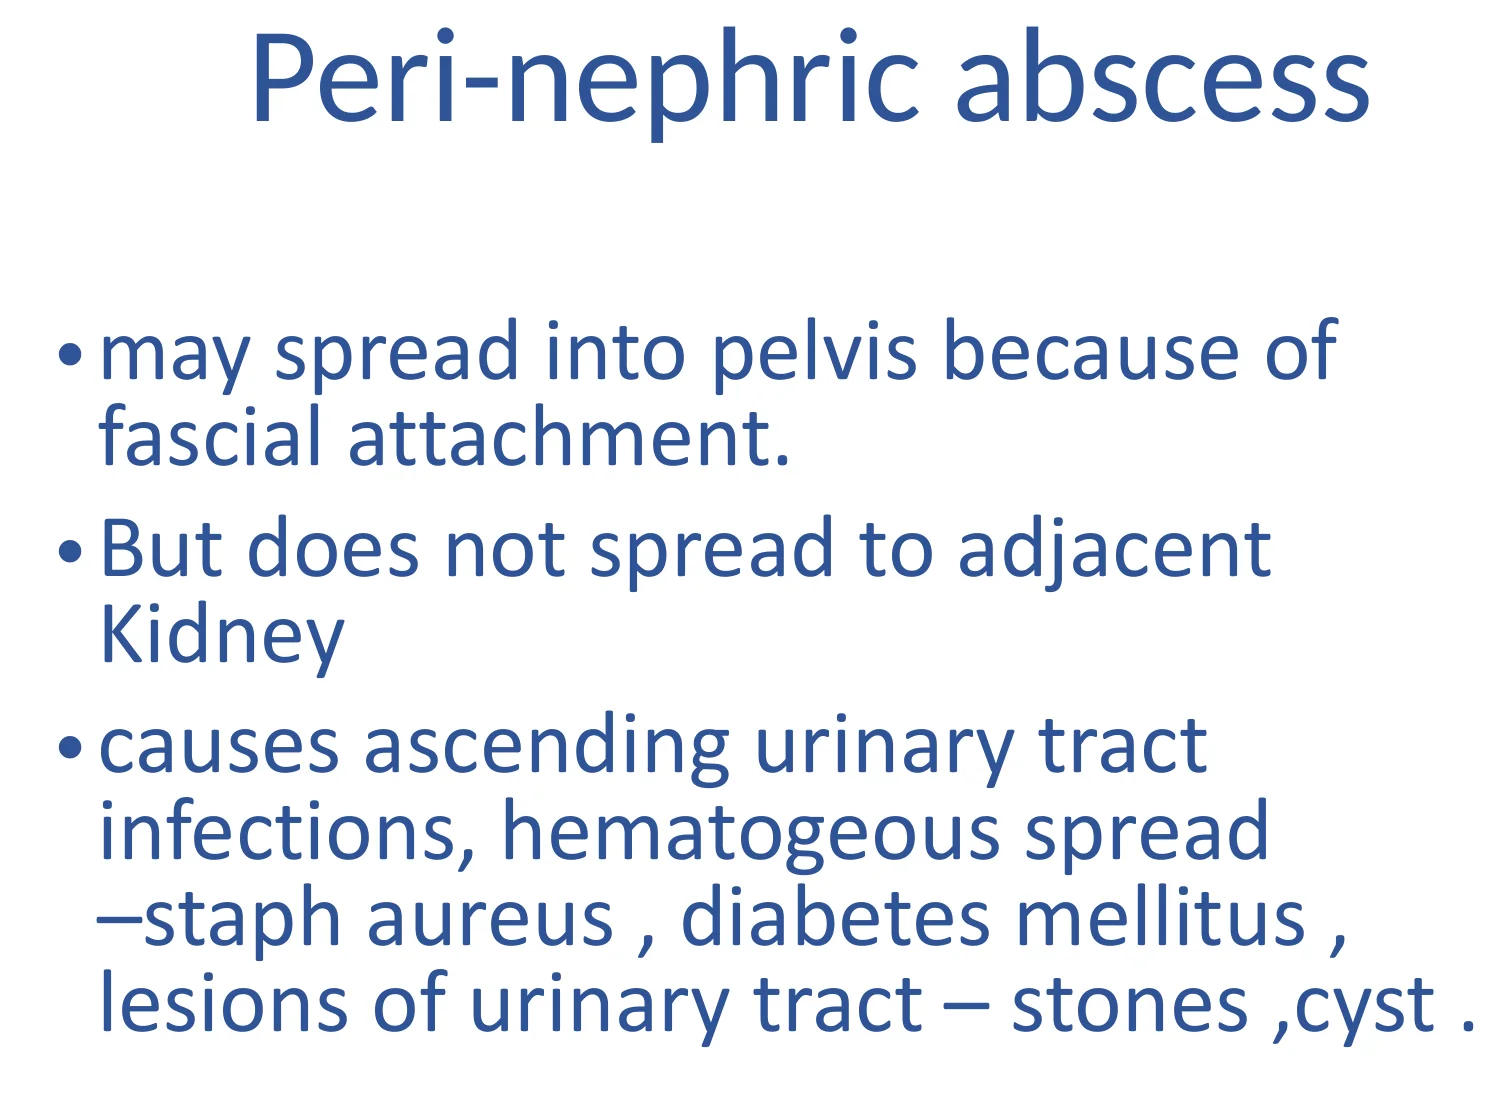 Peri-nephric abscess
• may spread into pelvis because of
fascial attachment.
• But does not spread to adjacent
Kidney
• causes ascending urinary tract
infections, hematogeous spread
–staph aureus , diabetes mellitus ,
lesions of urinary tract – stones ,cyst .